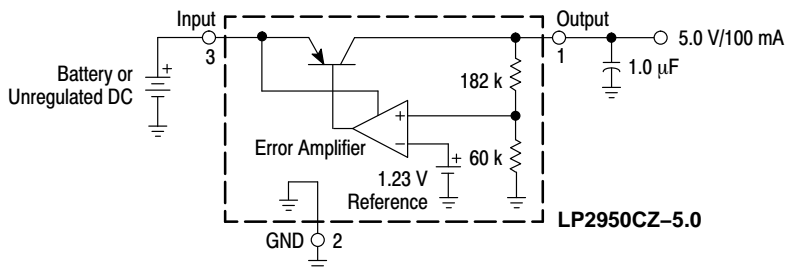 Input
3
Output
1
5.0 V/100 mA
1.0 μF
Battery or
Unregulated DC
+
182 k
Error Amplifier
+
−
60 k
+
1.23 V
Reference
LP2950CZ–5.0
GND
2